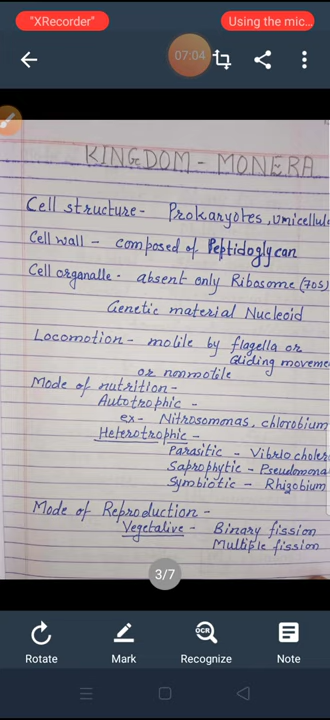 "XRecorder"
Using the mic...
07:04
KINGDOM - MONERA
Cell structure - Prokaryotes, unicellul
Cell wall - composed of Peptidoglycan
Cell organalle - absent only Ribosome (70S)
Genetic material Nucleoid
Locomotion - motile by flagella or
Gliding moveme
or nonmotile
Mode of nutrition -
Autotrophic -
ex - Nitrosomonas, chlorobium
Heterotrophic -
Parasitic - Vibrio choler
Saprophytic - Pseudomona
Symbiotic - Rhizobium
Mode of Reproduction -
Vegetative - Binary fission
Multiple fission
3/7
Rotate
Mark
OCR
Recognize
Note